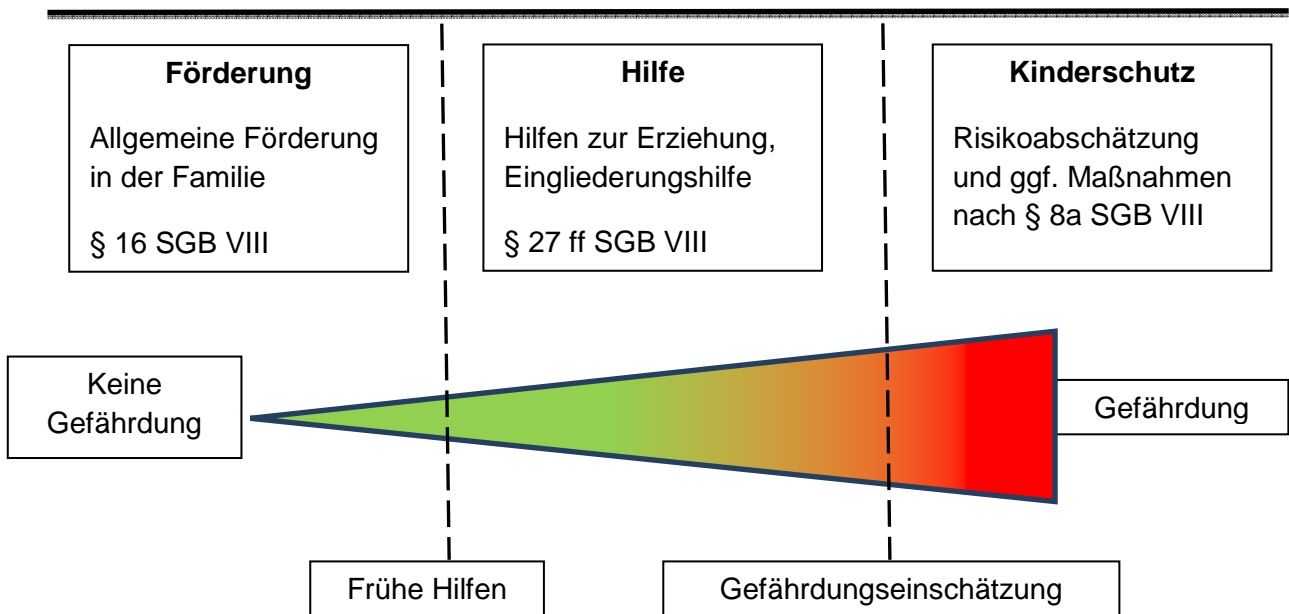 Förderung
Allgemeine Förderung
in der Familie
§ 16 SGB VIII
Hilfe
Hilfen zur Erziehung,
Eingliederungshilfe
§ 27 ff SGB VIII
Kinderschutz
Risikoabschätzung
und ggf. Maßnahmen
nach § 8a SGB VIII
Keine
Gefährdung
Gefährdung
Frühe Hilfen
Gefährdungseinschätzung